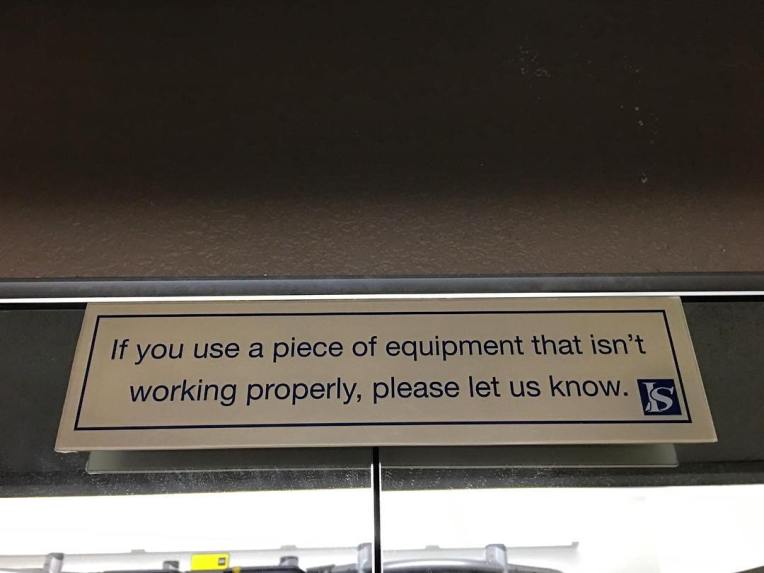 If you use a piece of equipment that isn't
working properly, please let us know.